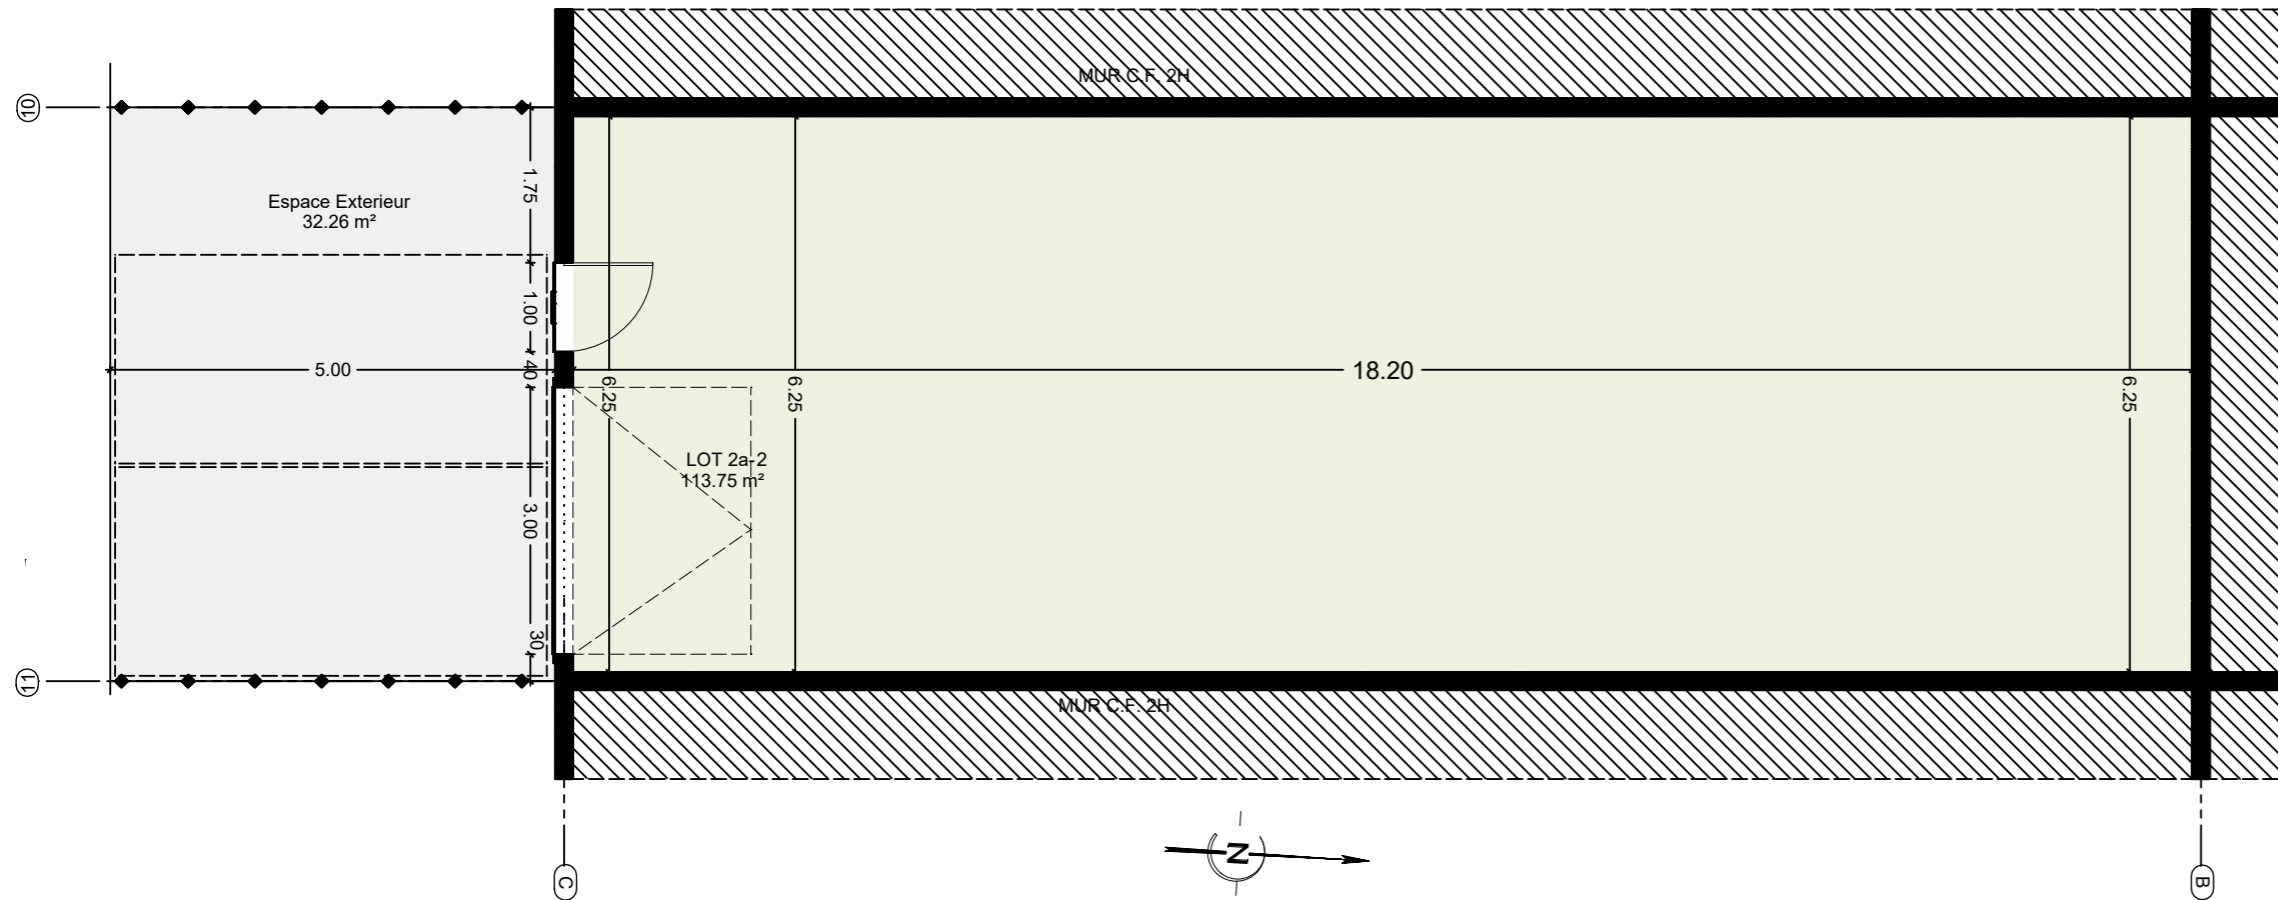 MUR C.F. 2H
10
1.75
Espace Exterieur
32.26 m²
1.00
40
5.00
6.25
6.25
18.20
6.25
LOT 2a-2
113.75 m²
3.00
30
11
MUR C.F. 2H
N
C
B